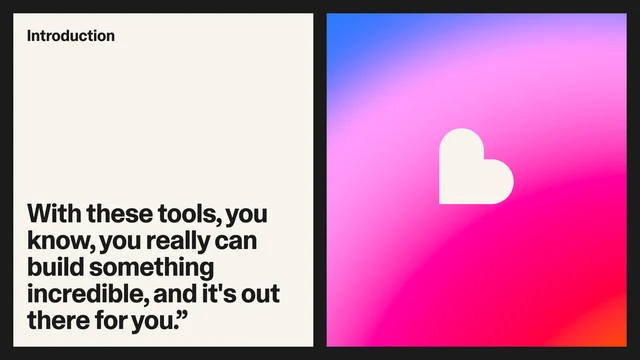 Introduction
With these tools, you
know, you really can
build something
incredible, and it's out
there for you.”